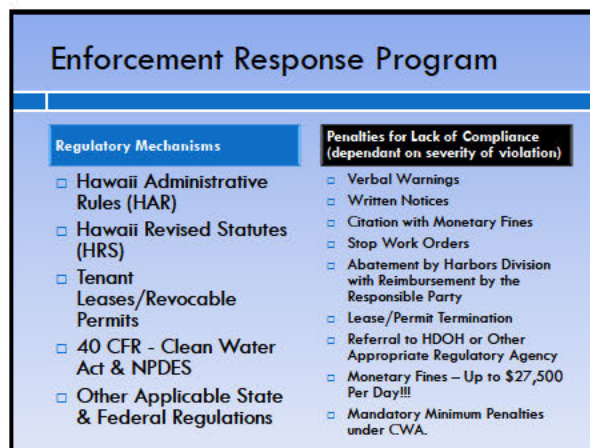 Enforcement Response Program
Regulatory Mechanisms
Hawaii Administrative
Rules (HAR)
Hawaii Revised Statutes
(HRS)
Tenant
Leases/Revocable
Permits
40 CFR - Clean Water
Act & NPDES
Other Applicable State
& Federal Regulations
Penalties for Lack of Compliance
(dependant on severity of violation)
Verbal Warnings
Written Notices
Citation with Monetary Fines
Stop Work Orders
Abatement by Harbors Division
with Reimbursement by the
Responsible Party
Lease/Permit Termination
Referral to HDOH or Other
Appropriate Regulatory Agency
Monetary Fines – Up to $27,500
Per Day!!!
Mandatory Minimum Penalties
under CWA.